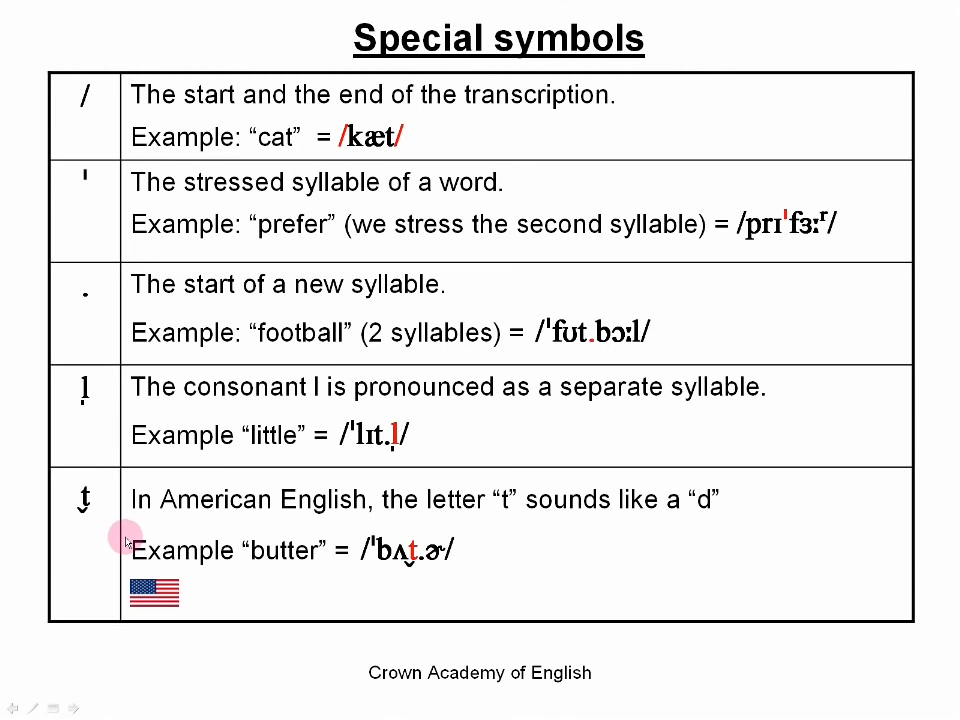 Special symbols
/
The start and the end of the transcription.
Example: “cat” = /kæt/
ˈ
The stressed syllable of a word.
Example: “prefer” (we stress the second syllable) = /prɪˈfɜːʳ/
.
The start of a new syllable.
Example: “football” (2 syllables) = /ˈfʊt.bɔːl/
l̩
The consonant l is pronounced as a separate syllable.
Example “little” = /ˈlɪt.l̩/
t̬
In American English, the letter “t” sounds like a “d”
Example “butter” = /ˈbʌt̬.ɚ/
Crown Academy of English